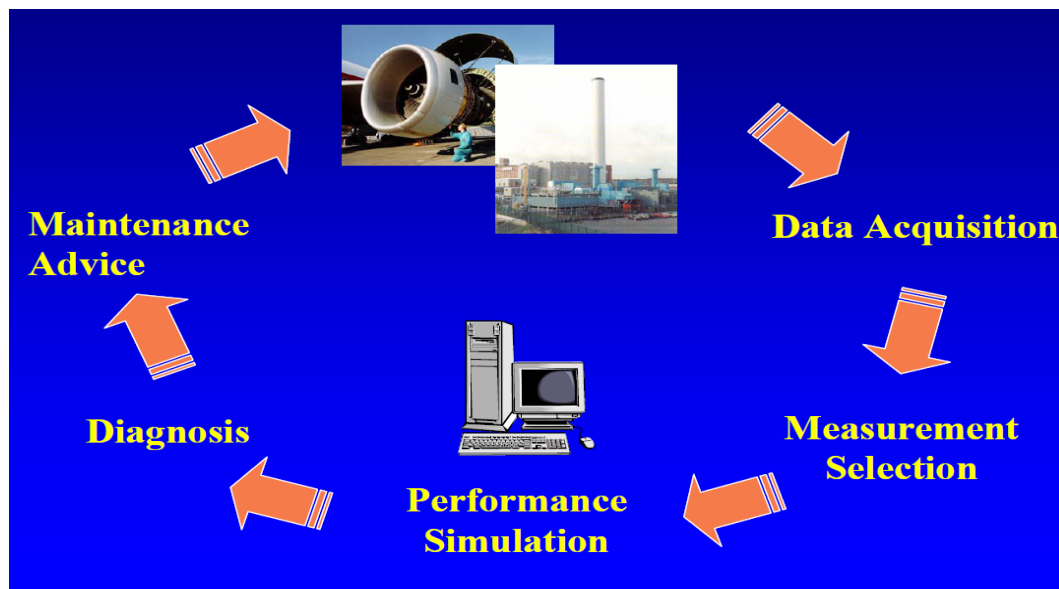 Maintenance
Advice
Data Acquisition
Diagnosis
Measurement
Selection
Performance
Simulation